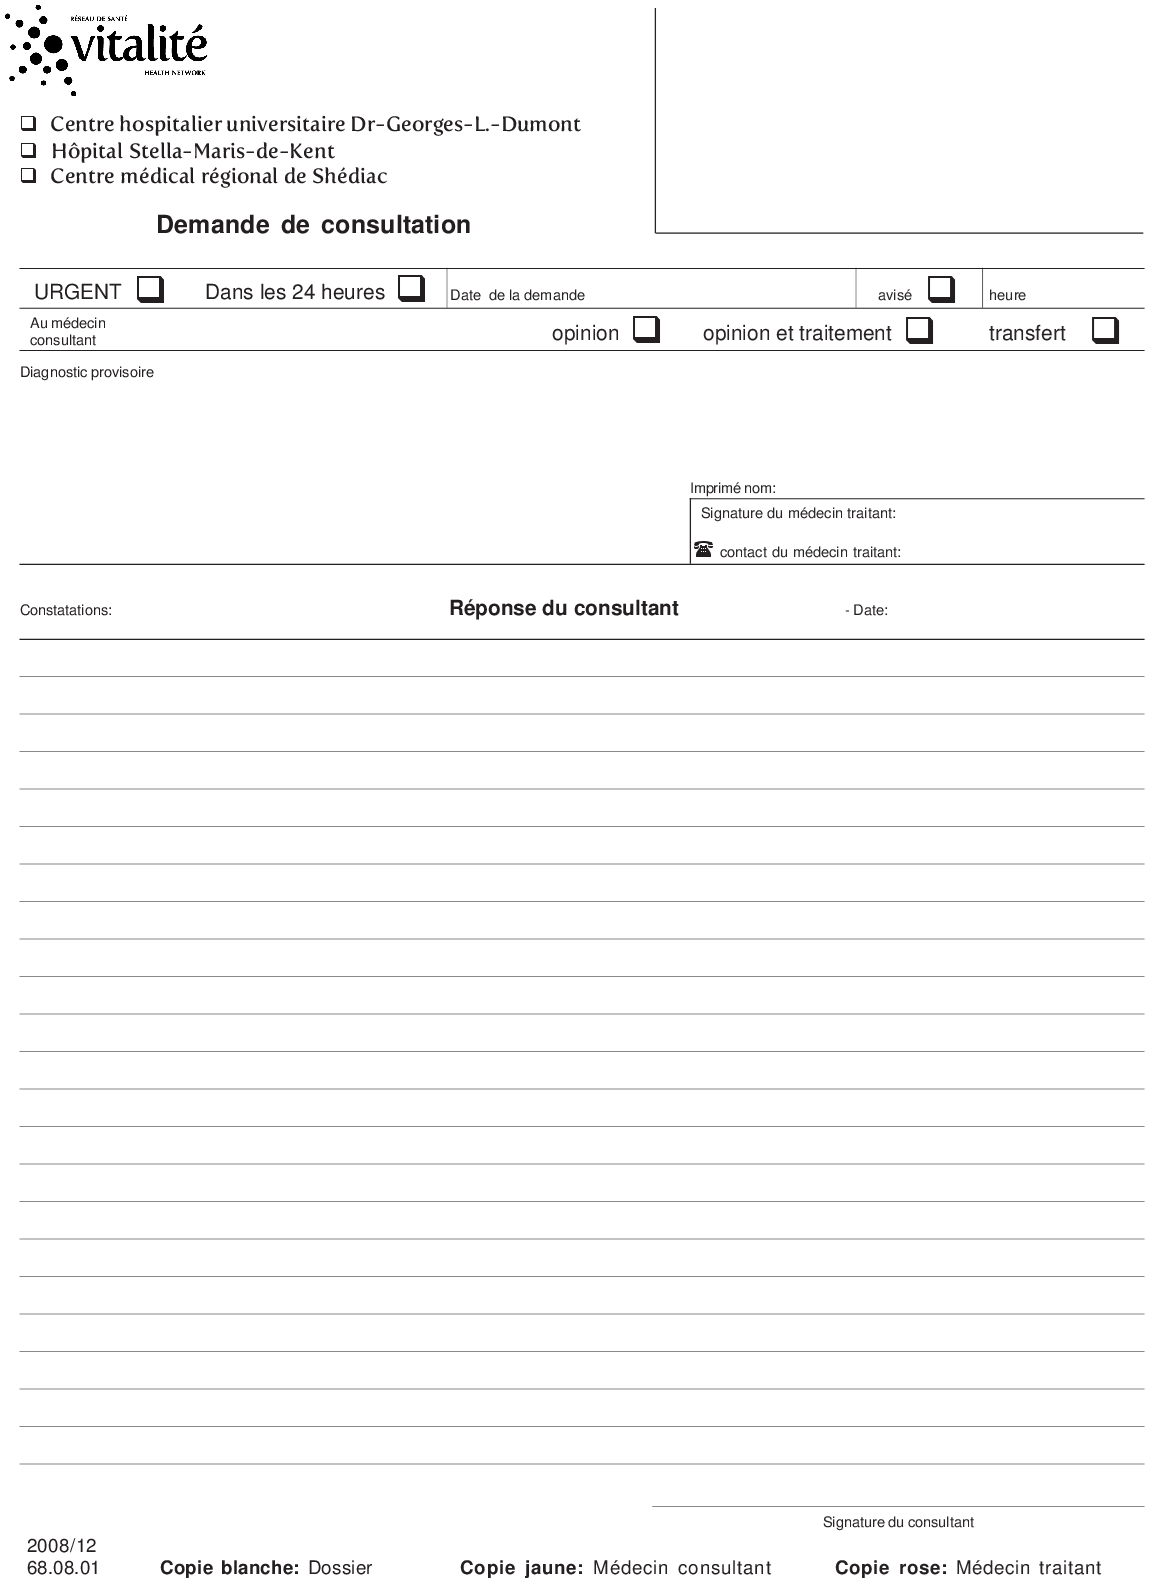 RÉSEAU DE SANTÉ
vitalité
HEALTH NETWORK
❑ Centre hospitalier universitaire Dr-Georges-L.-Dumont
❑ Hôpital Stella-Maris-de-Kent
❑ Centre médical régional de Shédiac
Demande de consultation
URGENT ❑ Dans les 24 heures ❑ Date de la demande avisé ❑ heure
Au médecin
consultant
opinion ❑ opinion et traitement ❑ transfert ❑
Diagnostic provisoire
Imprimé nom:
Signature du médecin traitant:
☎ contact du médecin traitant:
Constatations: Réponse du consultant - Date:
Signature du consultant
2008/12
68.08.01 Copie blanche: Dossier Copie jaune: Médecin consultant Copie rose: Médecin traitant